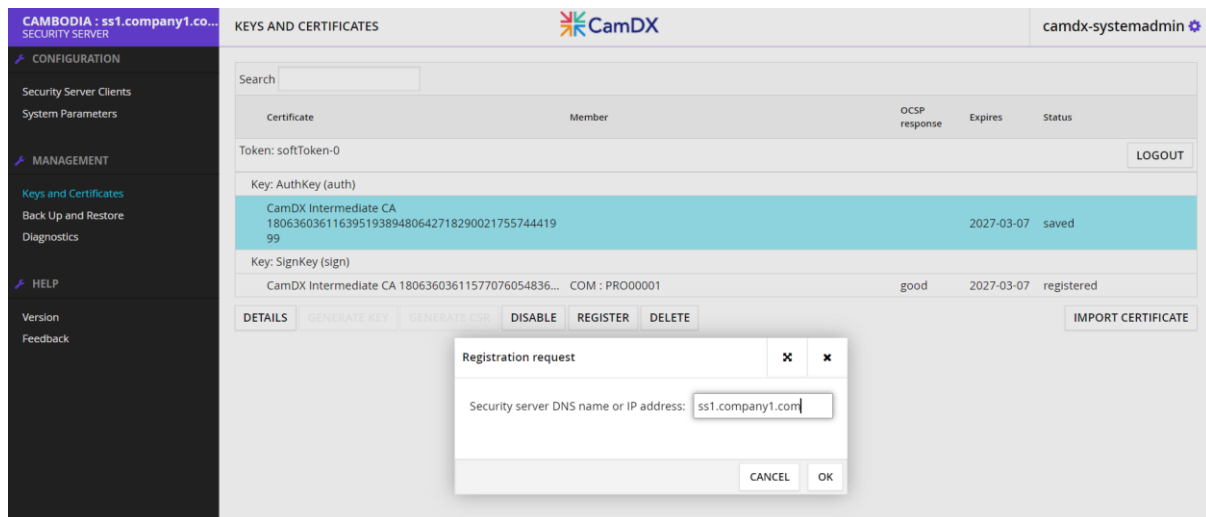 CAMBODIA : ss1.company1.co...
SECURITY SERVER
KEYS AND CERTIFICATES
CamDX
camdx-systemadmin
CONFIGURATION
Security Server Clients
System Parameters
MANAGEMENT
Keys and Certificates
Back Up and Restore
Diagnostics
HELP
Version
Feedback
Search
Certificate Member OCSP response Expires Status
Token: softToken-0
LOGOUT
Key: AuthKey (auth)
CamDX Intermediate CA
18063603611639519389480642718290021755744419
99
2027-03-07 saved
Key: SignKey (sign)
CamDX Intermediate CA 18063603611577076054836... COM : PRO00001 good 2027-03-07 registered
DETAILS GENERATE KEY GENERATE CSR DISABLE REGISTER DELETE IMPORT CERTIFICATE
Registration request
Security server DNS name or IP address: ss1.company1.com
CANCEL OK